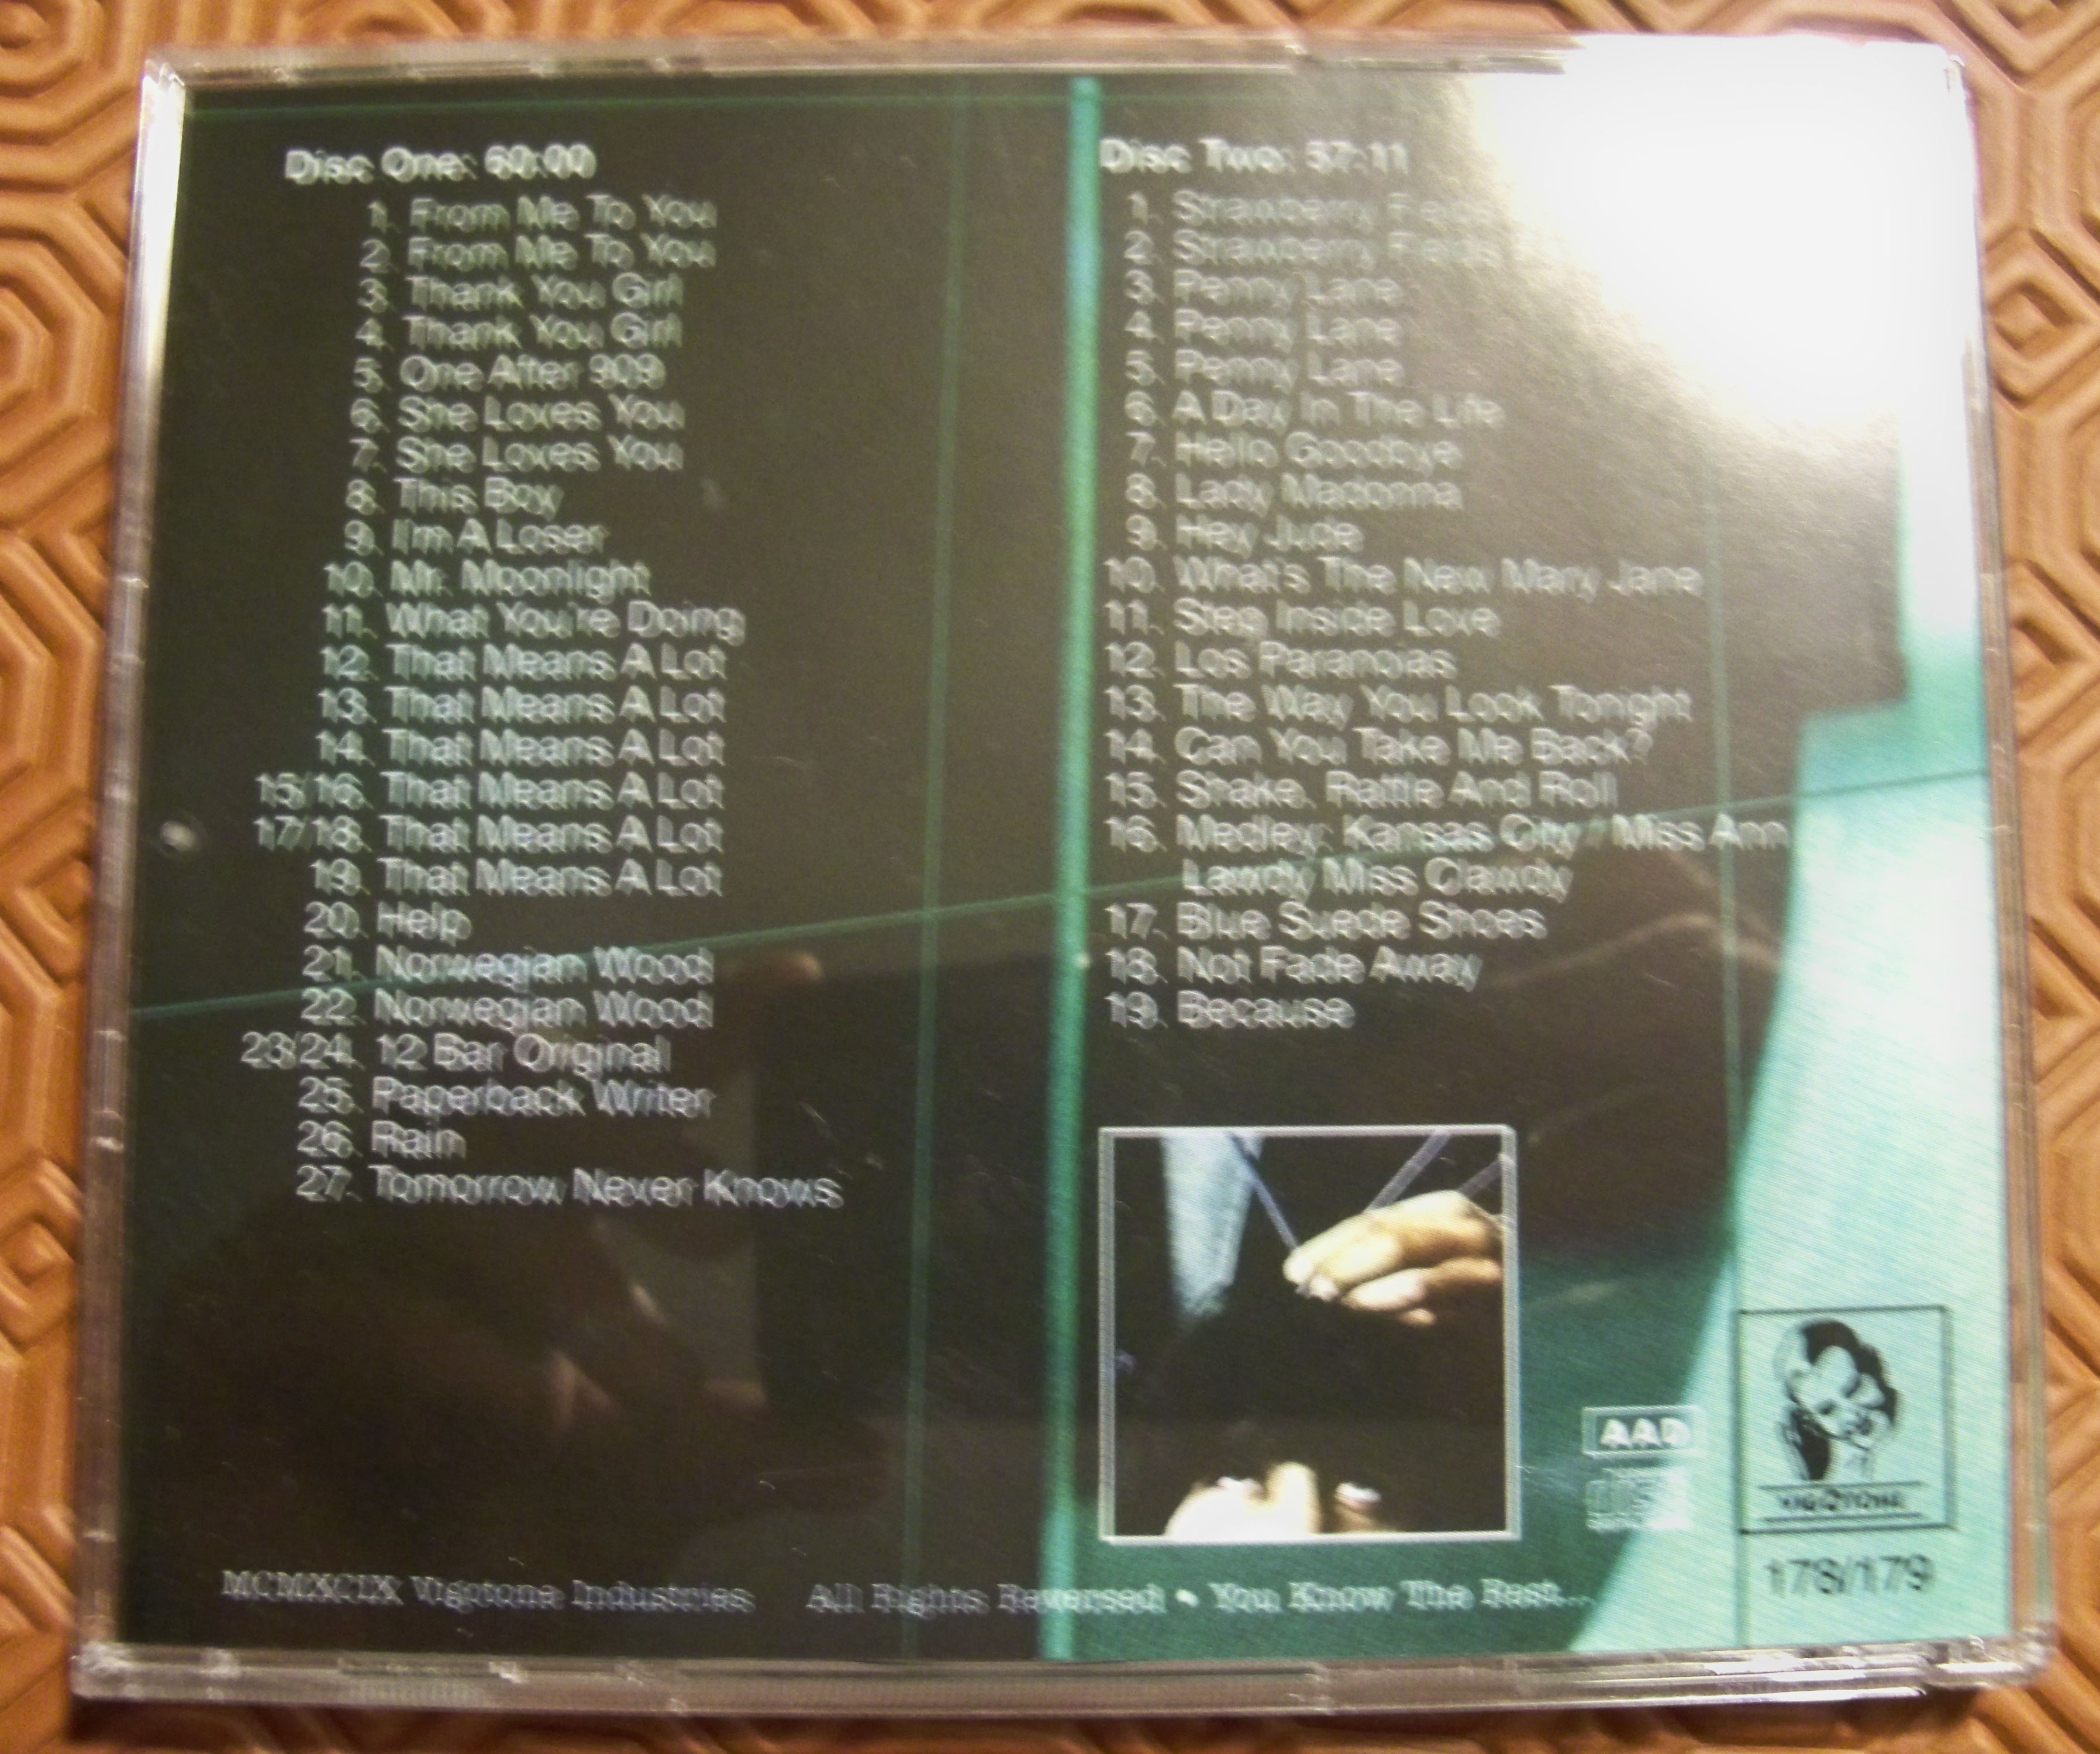 Disc One: 60:00
1. From Me To You
2. From Me To You
3. Thank You Girl
4. Thank You Girl
5. One After 909
6. She Loves You
7. She Loves You
8. This Boy
9. I'm A Loser
10. Mr. Moonlight
11. What You're Doing
12. That Means A Lot
13. That Means A Lot
14. That Means A Lot
15/16. That Means A Lot
17/18. That Means A Lot
19. That Means A Lot
20. Help
21. Norwegian Wood
22. Norwegian Wood
23/24. 12 Bar Original
25. Paperback Writer
26. Rain
27. Tomorrow Never Knows
Disc Two: 57:11
1. Strawberry Fields
2. Strawberry Fields
3. Penny Lane
4. Penny Lane
5. Penny Lane
6. A Day In The Life
7. Hello Goodbye
8. Lady Madonna
9. Hey Jude
10. What's The New Mary Jane
11. Step Inside Love
12. Los Paranoias
13. The Way You Look Tonight
14. Can You Take Me Back?
15. Shake, Rattle And Roll
16. Medley: Kansas City / Miss Ann
Lawdy Miss Clawdy
17. Blue Suede Shoes
18. Not Fade Away
19. Because
AAD
DISC
VIGOTONE
178/179
MCMXCIX Vigotone Industries All Rights Reversed • You Know The Rest...